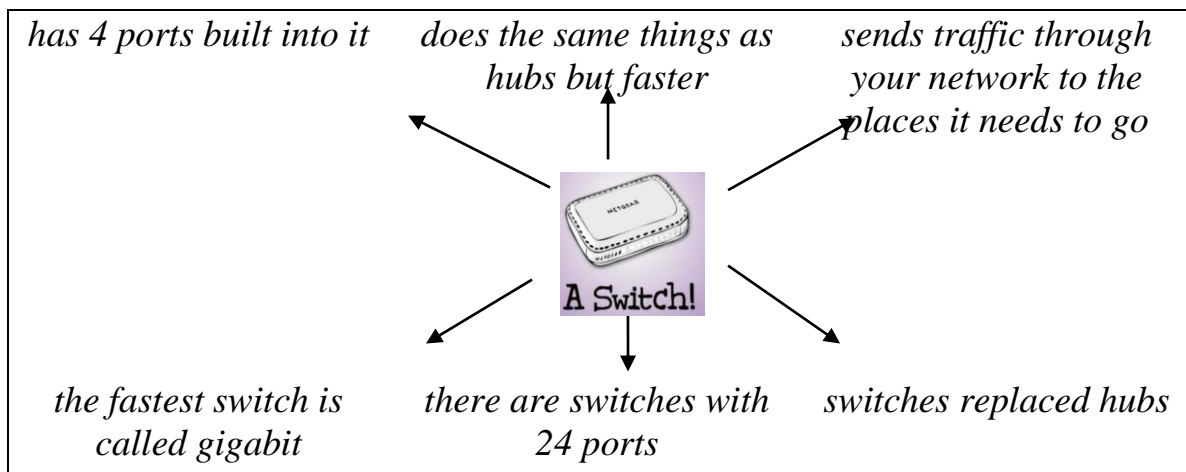 has 4 ports built into it
does the same things as
hubs but faster
sends traffic through
your network to the
places it needs to go
NETGEAR
NETGEAR
A Switch!
the fastest switch is
called gigabit
there are switches with
24 ports
switches replaced hubs